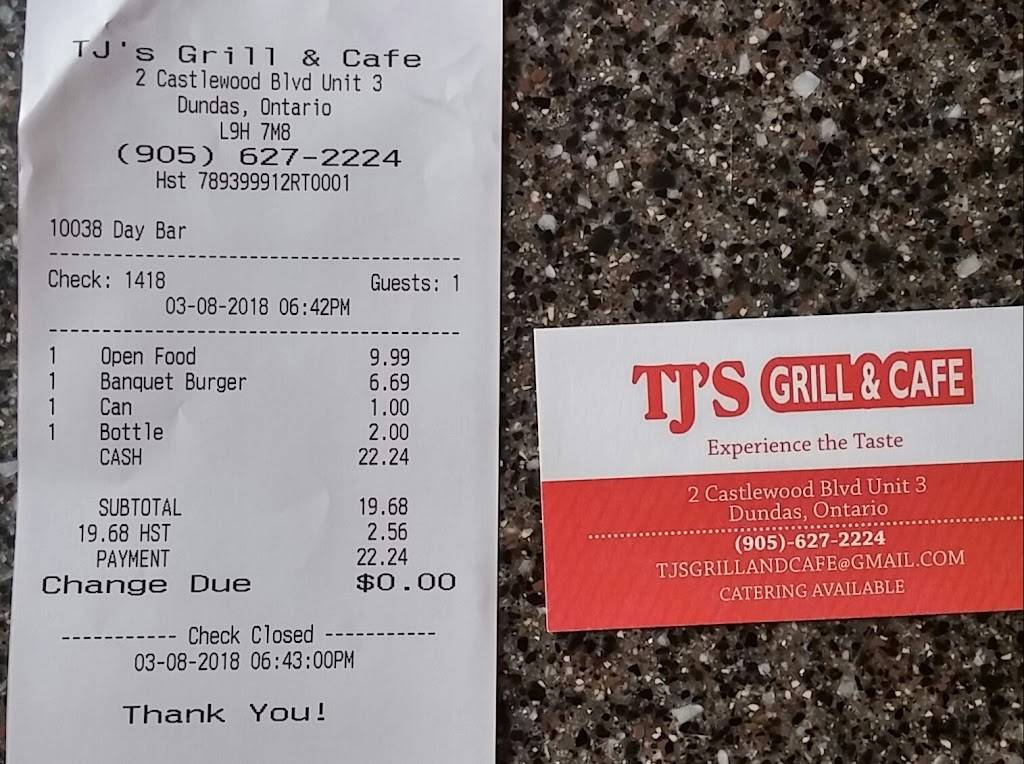 TJ's Grill & Cafe
2 Castlewood Blvd Unit 3
Dundas, Ontario
L9H 7M8
(905) 627-2224
Hst 789399912RT0001
10038 Day Bar
Check: 1418 Guests: 1
03-08-2018 06:42PM
1 Open Food 9.99
1 Banquet Burger 6.69
1 Can 1.00
1 Bottle 2.00
CASH 22.24
SUBTOTAL 19.68
19.68 HST 2.56
PAYMENT 22.24
Change Due $0.00
----------- Check Closed -----------
03-08-2018 06:43:00PM
Thank You!
TJ'S GRILL & CAFE
Experience the Taste
2 Castlewood Blvd Unit 3
Dundas, Ontario
(905)-627-2224
TJSGRILLANDCAFE@GMAIL.COM
CATERING AVAILABLE